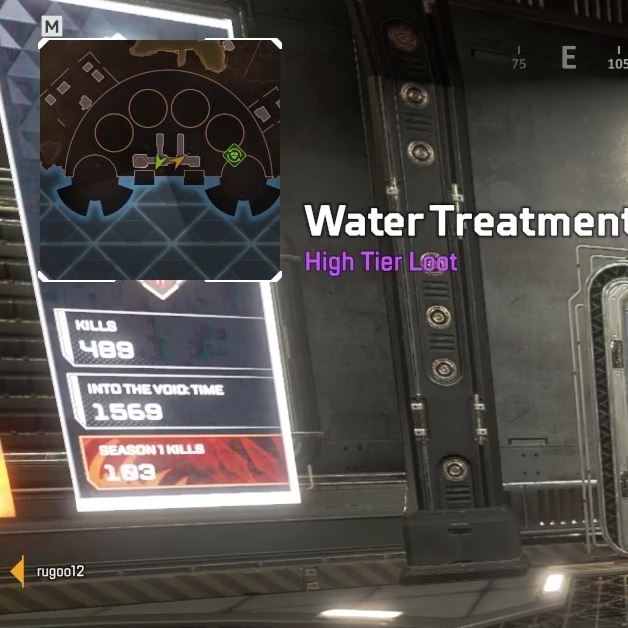 M
75
E
105
Water Treatment
High Tier Loot
KILLS
489
INTO THE VOID: TIME
1569
SEASON 1 KILLS
103
rugoo12